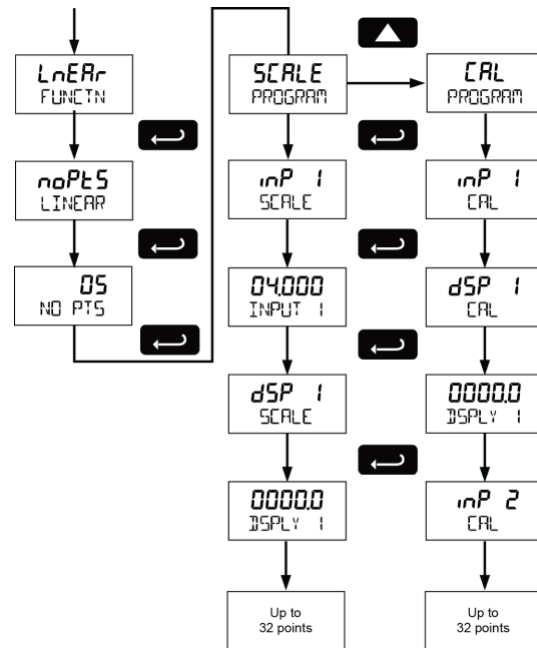 LnEAr
FUNCTN
noPtS
LINEAR
05
NO PTS
SCALE
PROGRAM
inP 1
SCALE
04.000
INPUT 1
dSP 1
SCALE
0000.0
DSPLY 1
Up to
32 points
CAL
PROGRAM
inP 1
CAL
dSP 1
CAL
0000.0
DSPLY 1
inP 2
CAL
Up to
32 points